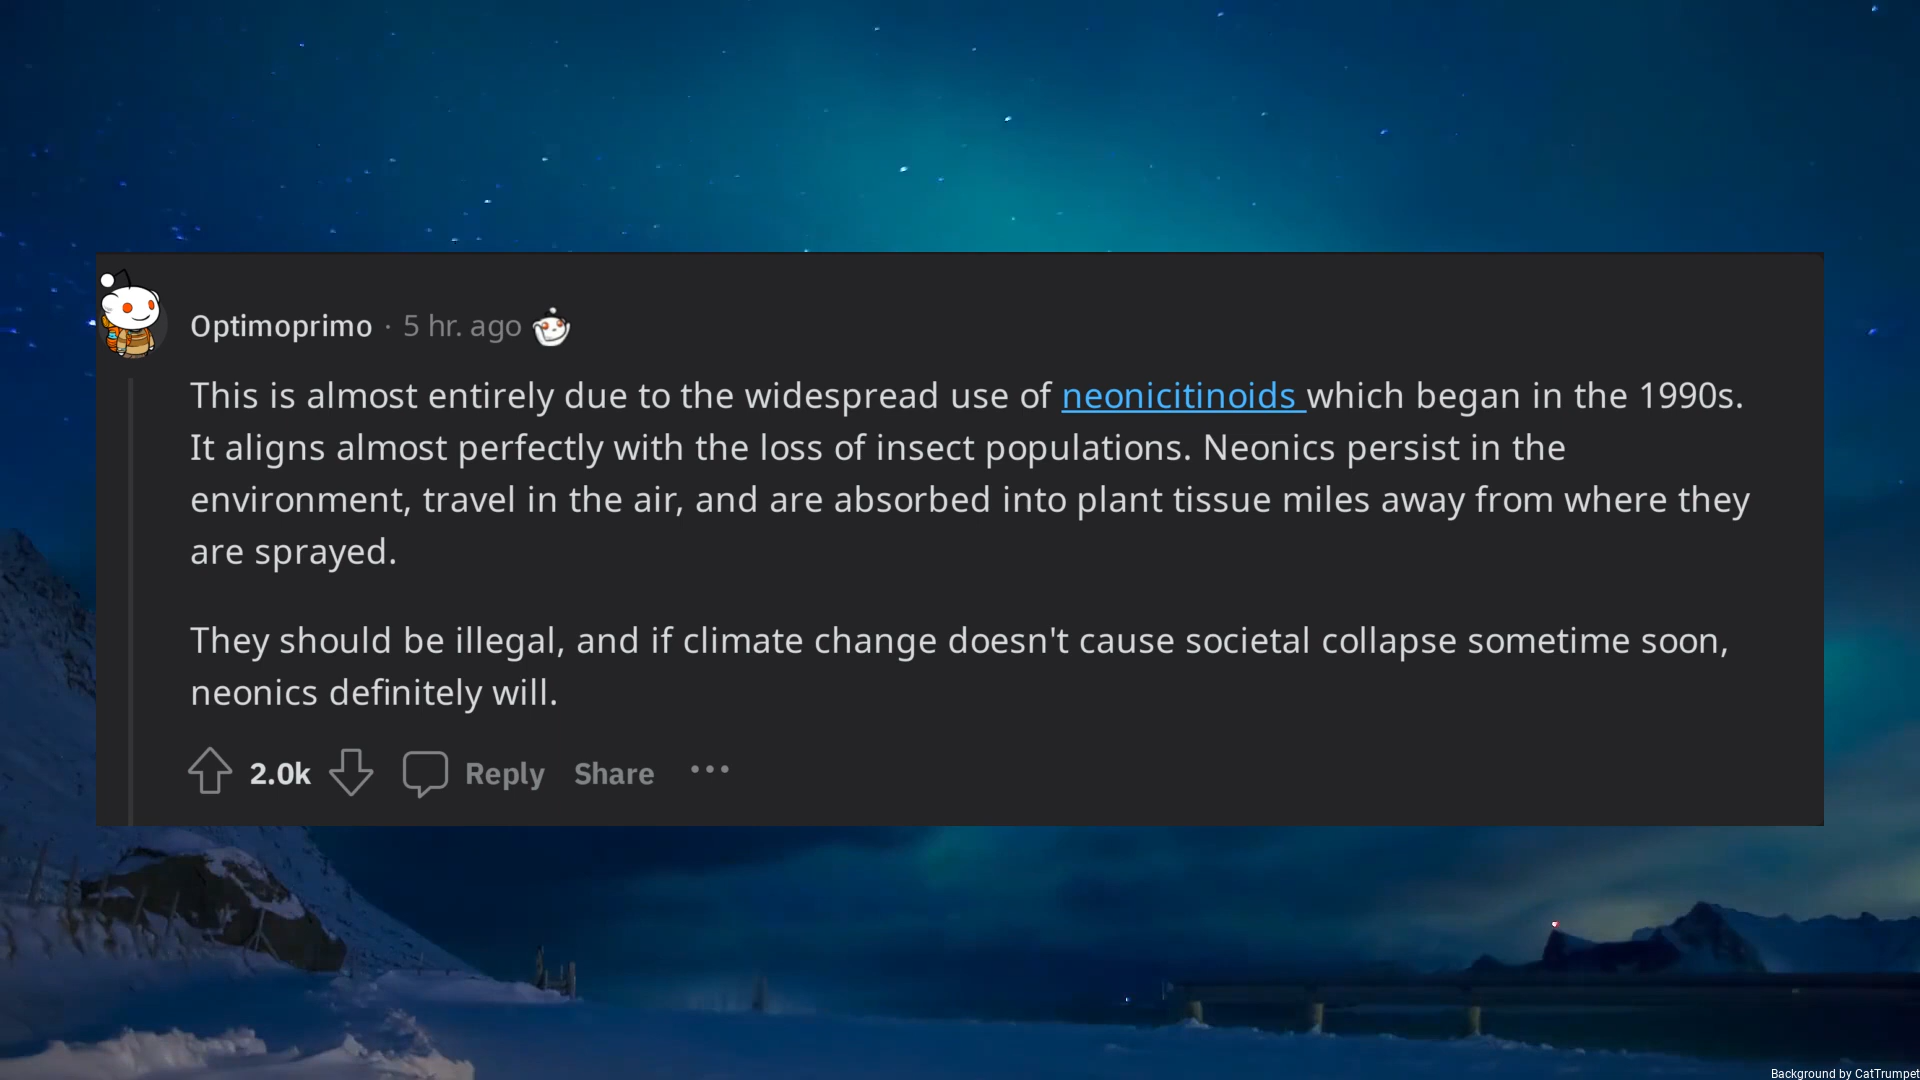 Optimoprimo · 5 hr. ago
This is almost entirely due to the widespread use of neonicitinoids which began in the 1990s.
It aligns almost perfectly with the loss of insect populations. Neonics persist in the
environment, travel in the air, and are absorbed into plant tissue miles away from where they
are sprayed.
They should be illegal, and if climate change doesn't cause societal collapse sometime soon,
neonics definitely will.
2.0k Reply Share ...
Background by CatTrumpet